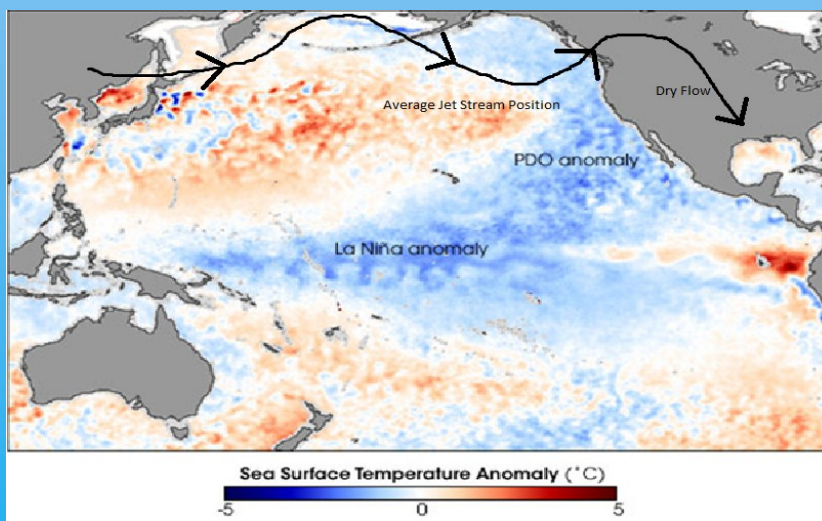 Average Jet Stream Position
Dry Flow
PDO anomaly
La Niña anomaly
Sea Surface Temperature Anomaly (˚C)
-5 0 5